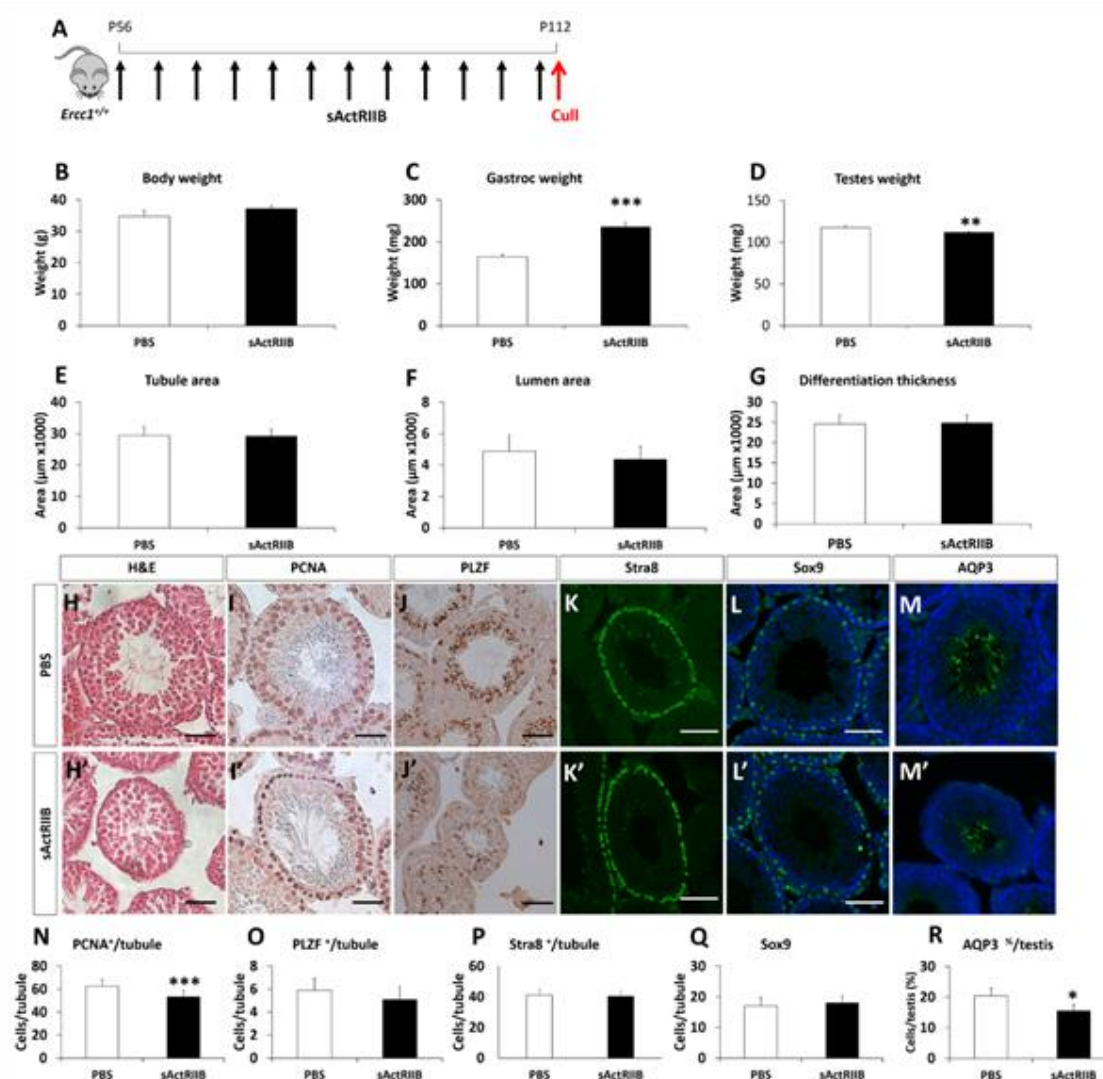 A
P56
P112
Ercc1+/+
sActRIIB
Cull
B
Body weight
Weight (g)
40
30
20
10
0
PBS
sActRIIB
C
Gastroc weight
***
Weight (mg)
300
200
100
0
PBS
sActRIIB
D
Testes weight
**
Weight (mg)
150
100
50
0
PBS
sActRIIB
E
Tubule area
Area (µm x1000)
40
30
20
10
0
PBS
sActRIIB
F
Lumen area
Area (µm x1000)
8
6
4
2
0
PBS
sActRIIB
G
Differentiation thickness
Area (µm x1000)
30
25
20
15
10
5
0
PBS
sActRIIB
H&E
PCNA
PLZF
Stra8
Sox9
AQP3
PBS
H
I
J
K
L
M
sActRIIB
H'
I'
J'
K'
L'
M'
N
PCNA+/tubule
***
Cells/tubule
80
60
40
20
0
PBS
sActRIIB
O
PLZF +/tubule
Cells/tubule
8
6
4
2
0
PBS
sActRIIB
P
Stra8 +/tubule
Cells/tubule
60
40
20
0
PBS
sActRIIB
Q
Sox9
Cells/tubule
30
20
10
0
PBS
sActRIIB
R
AQP3 %/testis
*
Cells/testis (%)
30
20
10
0
PBS
sActRIIB